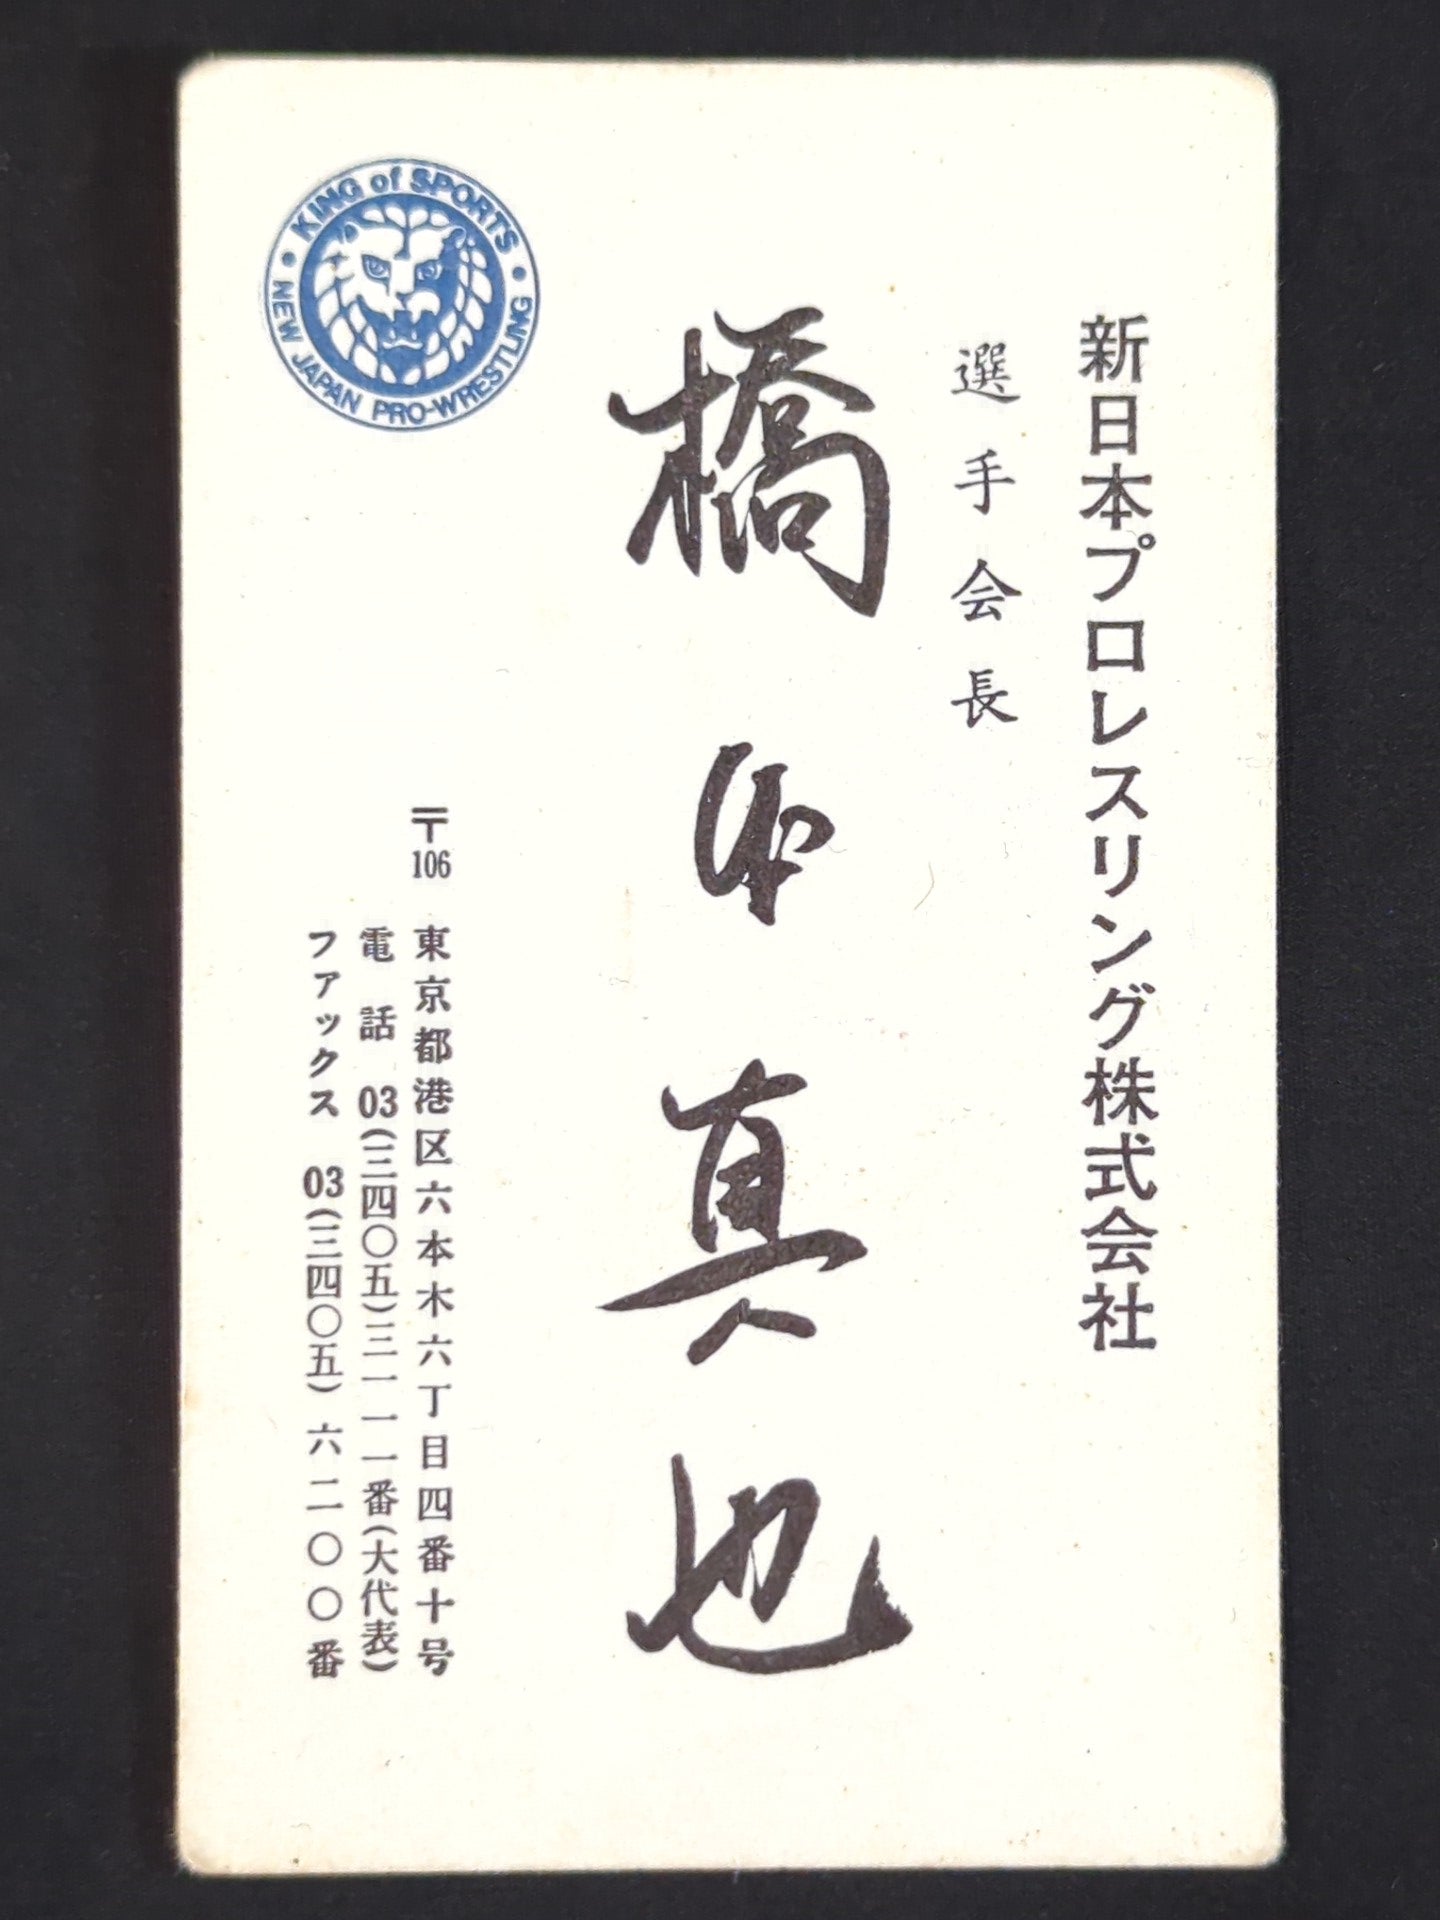 新日本プロレスリング株式会社
選手会長
橋本真也
KING of SPORTS
NEW JAPAN PRO-WRESTLING
〒106 東京都港区六本木六丁目四番十号
電話 03(三四〇五)三一一一番(大代表)
ファックス 03(三四〇五)六二〇〇番